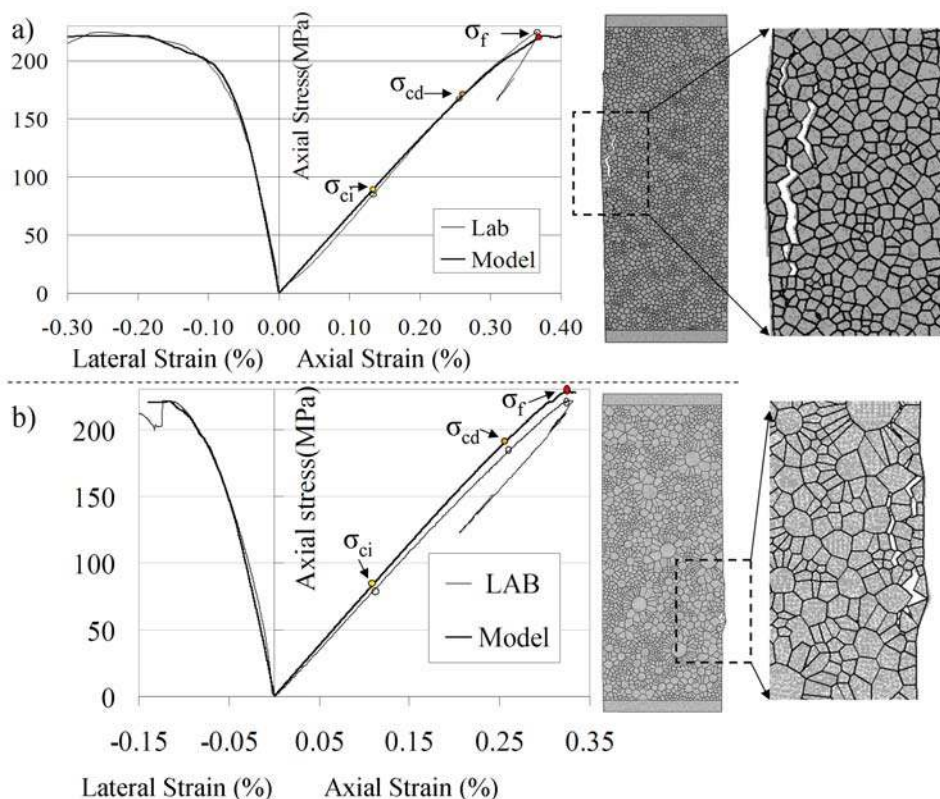 a)
Axial Stress(MPa)
200
150
100
50
0
σf
σcd
σci
Lab
Model
-0.30 -0.20 -0.10 0.00 0.10 0.20 0.30 0.40
Lateral Strain (%) Axial Strain (%)
b)
Axial stress(MPa)
200
150
100
50
0
σf
σcd
σci
LAB
Model
-0.15 -0.05 0.05 0.15 0.25 0.35
Lateral Strain (%) Axial Strain (%)